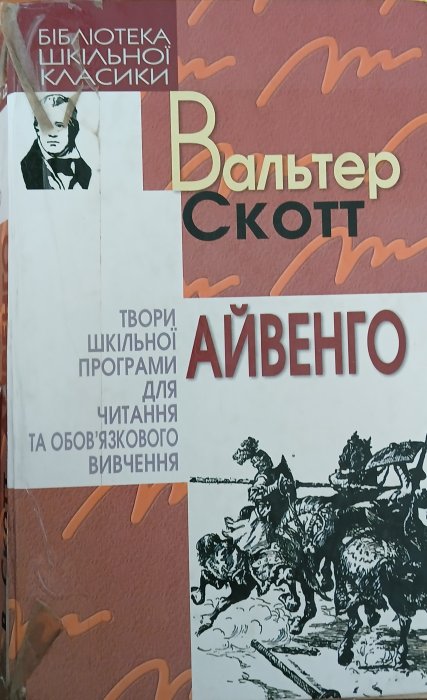 БІБЛІОТЕКА
ШКІЛЬНОЇ
КЛАСИКИ
Вальтер
Скотт
АЙВЕНГО
ТВОРИ
ШКІЛЬНОЇ
ПРОГРАМИ
ДЛЯ
ЧИТАННЯ
ТА ОБОВ'ЯЗКОВОГО
ВИВЧЕННЯ